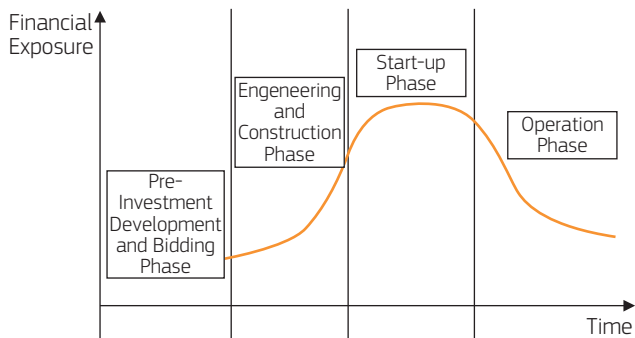 Financial
Exposure
Start-up
Phase
Engeneering
and
Construction
Phase
Operation
Phase
Pre-
Investment
Development
and Bidding
Phase
Time